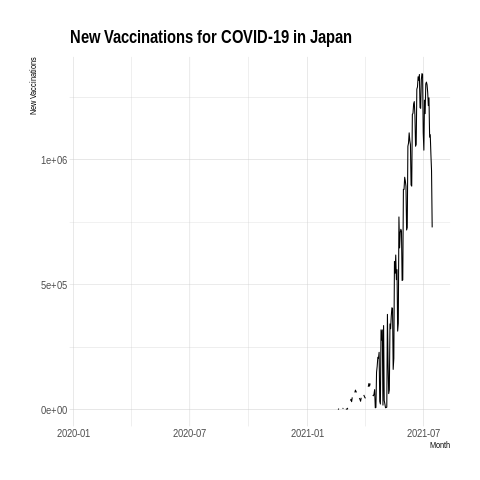 New Vaccinations for COVID-19 in Japan
New Vaccinations
1e+06
5e+05
0e+00
2020-01 2020-07 2021-01 2021-07
Month